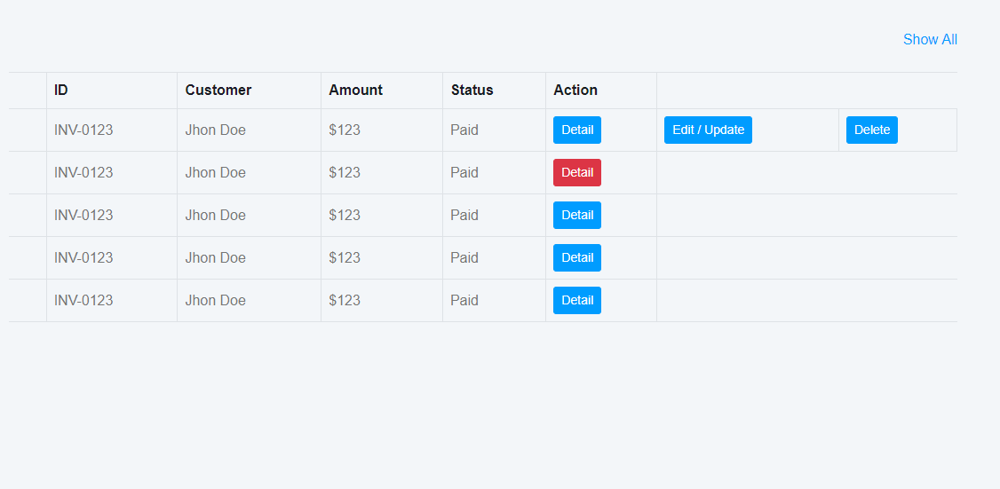 Show All
ID Customer Amount Status Action
INV-0123 Jhon Doe $123 Paid Detail Edit / Update Delete
INV-0123 Jhon Doe $123 Paid Detail
INV-0123 Jhon Doe $123 Paid Detail
INV-0123 Jhon Doe $123 Paid Detail
INV-0123 Jhon Doe $123 Paid Detail